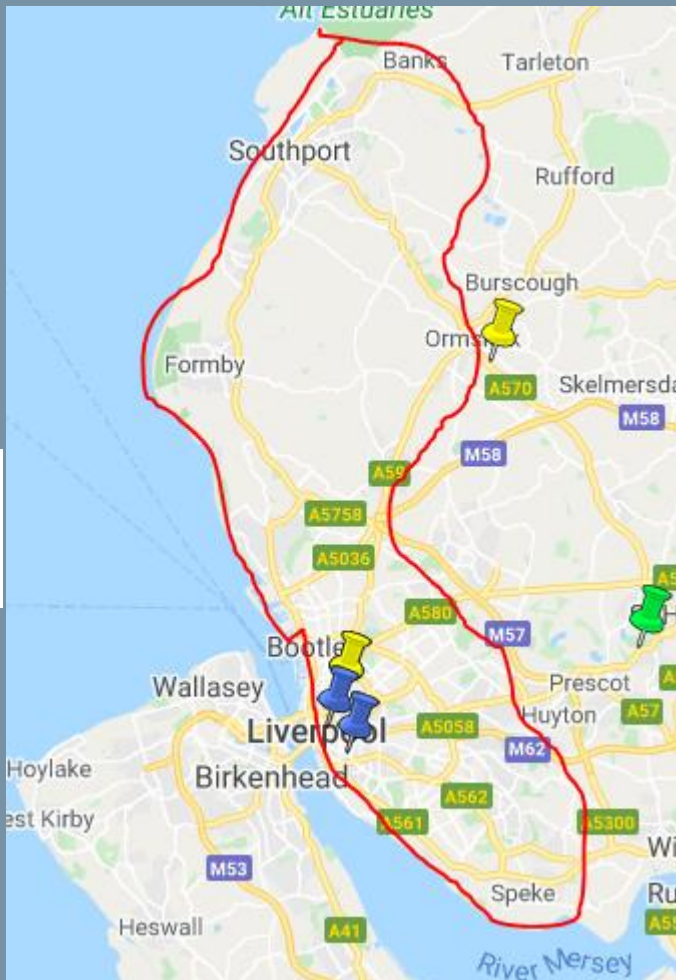 Alt Estuaries
Banks
Tarleton
Southport
Rufford
Burscough
Formby
A570
Skelmersda
M58
M58
A59
A5758
A5036
A580
M57
Bootle
Prescot
Wallasey
A57
Huyton
Liverpool
A5058
M62
Hoylake
Birkenhead
A562
est Kirby
A561
A5300
M53
Wi
Speke
Ru
Heswall
A41
River Mersey